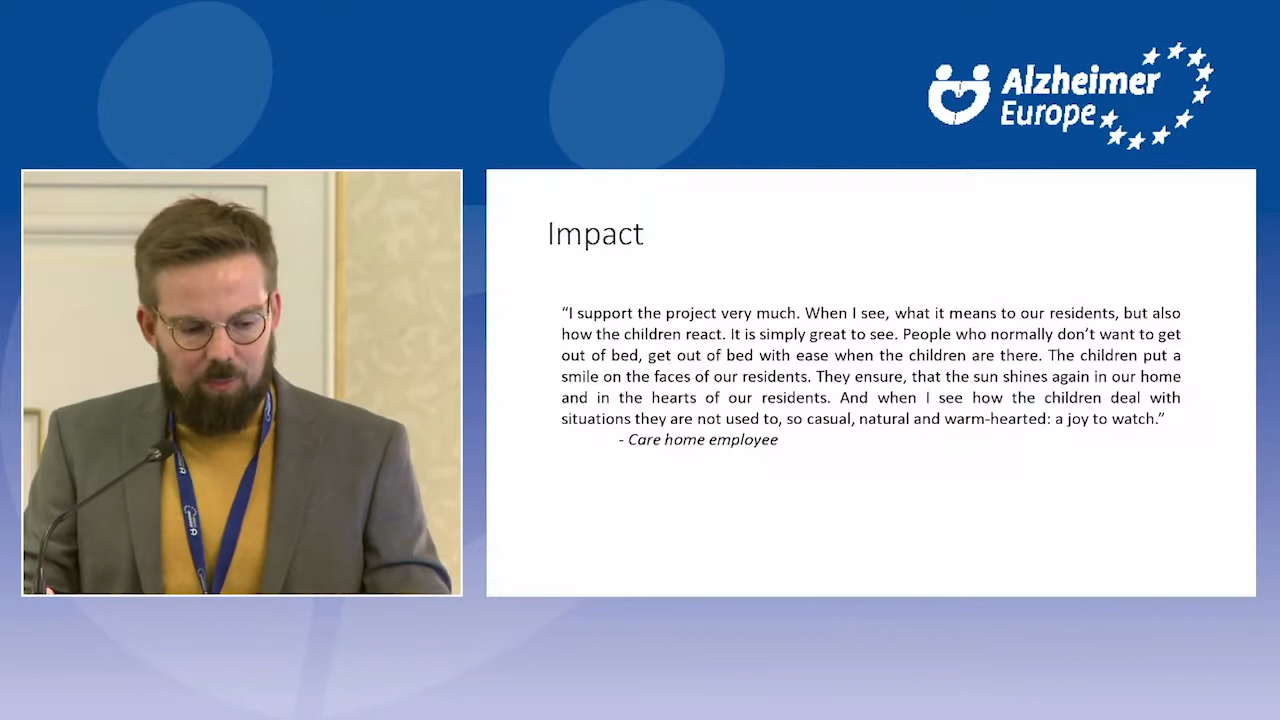 Alzheimer
Europe
Impact
“I support the project very much. When I see, what it means to our residents, but also
how the children react. It is simply great to see. People who normally don’t want to get
out of bed, get out of bed with ease when the children are there. The children put a
smile on the faces of our residents. They ensure, that the sun shines again in our home
and in the hearts of our residents. And when I see how the children deal with
situations they are not used to, so casual, natural and warm-hearted: a joy to watch.”
- Care home employee